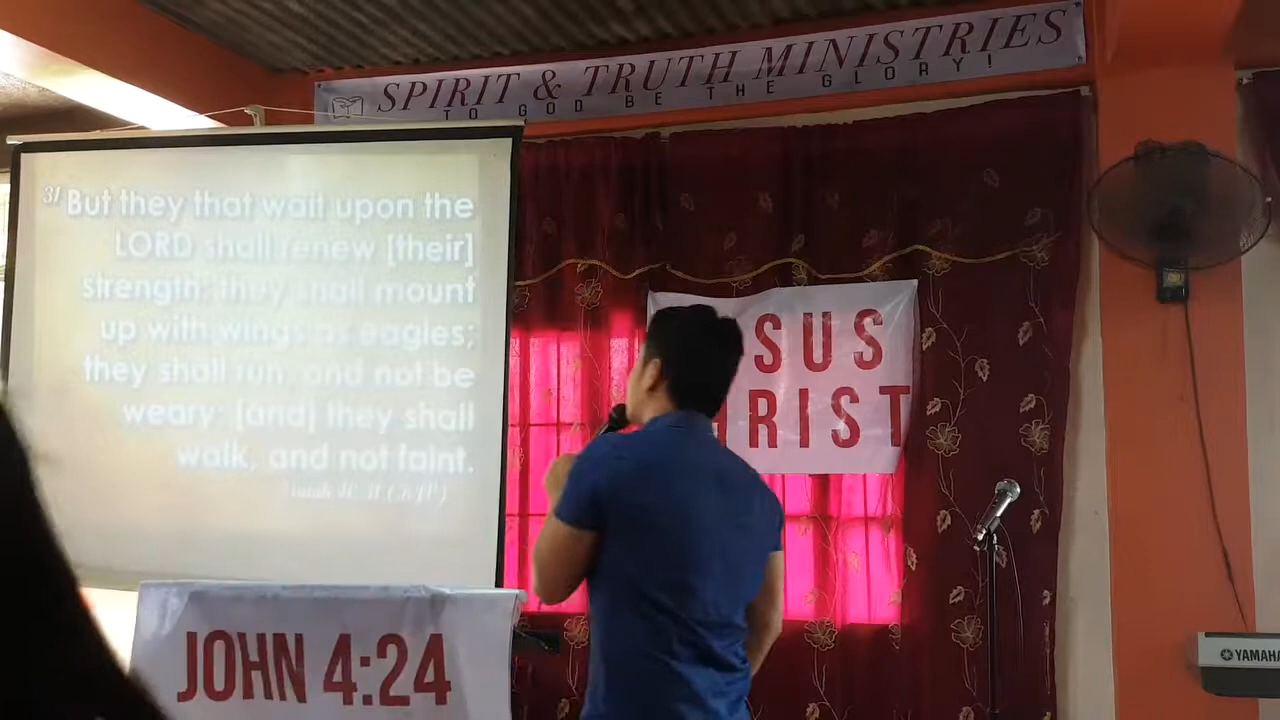 SPIRIT & TRUTH MINISTRIES
TO GOD BE THE GLORY!
31 But they that wait upon the
LORD shall renew [their]
strength; they shall mount
up with wings as eagles;
they shall run, and not be
weary; [and] they shall
walk, and not faint.
SUS
RIST
JOHN 4:24
YAMAHA